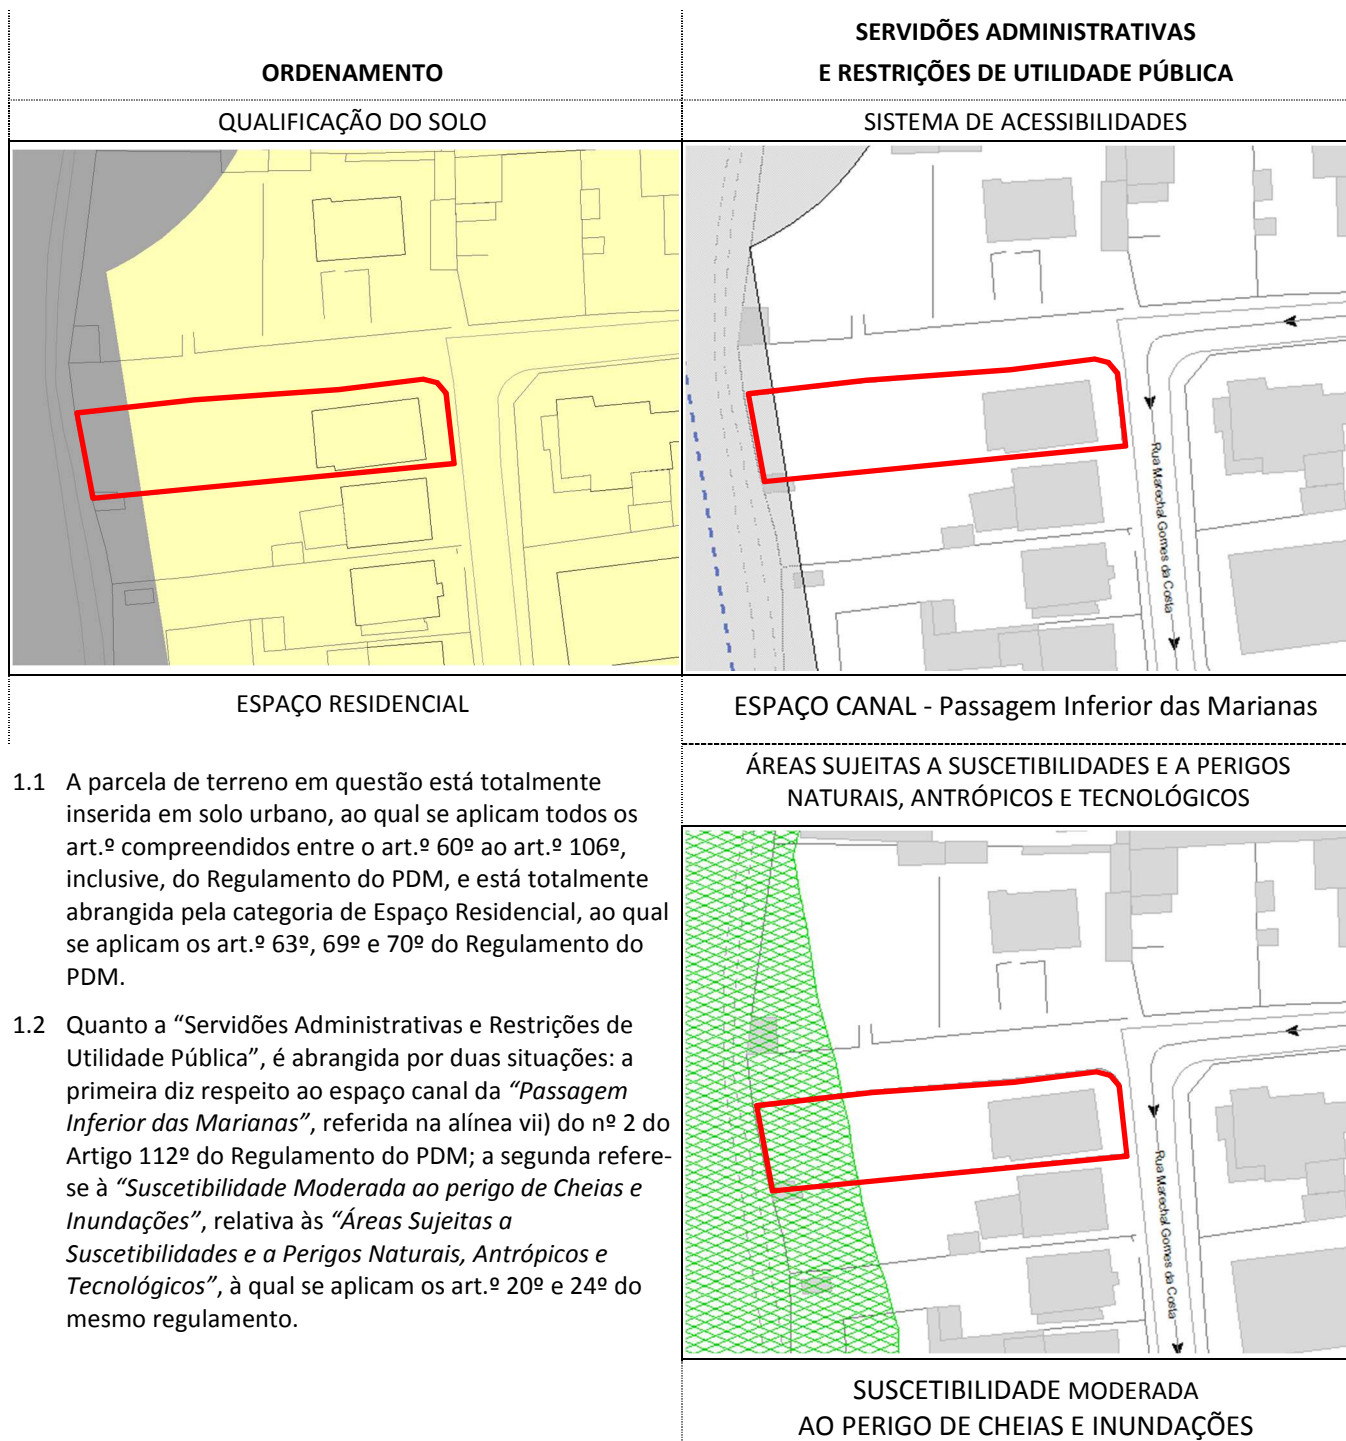 ORDENAMENTO
SERVIDÕES ADMINISTRATIVAS
E RESTRIÇÕES DE UTILIDADE PÚBLICA
QUALIFICAÇÃO DO SOLO
SISTEMA DE ACESSIBILIDADES
Rua Marechal Gomes da Costa
ESPAÇO RESIDENCIAL
ESPAÇO CANAL - Passagem Inferior das Marianas
1.1 A parcela de terreno em questão está totalmente
inserida em solo urbano, ao qual se aplicam todos os
art.º compreendidos entre o art.º 60º ao art.º 106º,
inclusive, do Regulamento do PDM, e está totalmente
abrangida pela categoria de Espaço Residencial, ao qual
se aplicam os art.º 63º, 69º e 70º do Regulamento do
PDM.
1.2 Quanto a “Servidões Administrativas e Restrições de
Utilidade Pública”, é abrangida por duas situações: a
primeira diz respeito ao espaço canal da “Passagem
Inferior das Marianas”, referida na alínea vii) do nº 2 do
Artigo 112º do Regulamento do PDM; a segunda refere-
se à “Suscetibilidade Moderada ao perigo de Cheias e
Inundações”, relativa às “Áreas Sujeitas a
Suscetibilidades e a Perigos Naturais, Antrópicos e
Tecnológicos”, à qual se aplicam os art.º 20º e 24º do
mesmo regulamento.
ÁREAS SUJEITAS A SUSCETIBILIDADES E A PERIGOS
NATURAIS, ANTRÓPICOS E TECNOLÓGICOS
Rua Marechal Gomes da Costa
SUSCETIBILIDADE MODERADA
AO PERIGO DE CHEIAS E INUNDAÇÕES